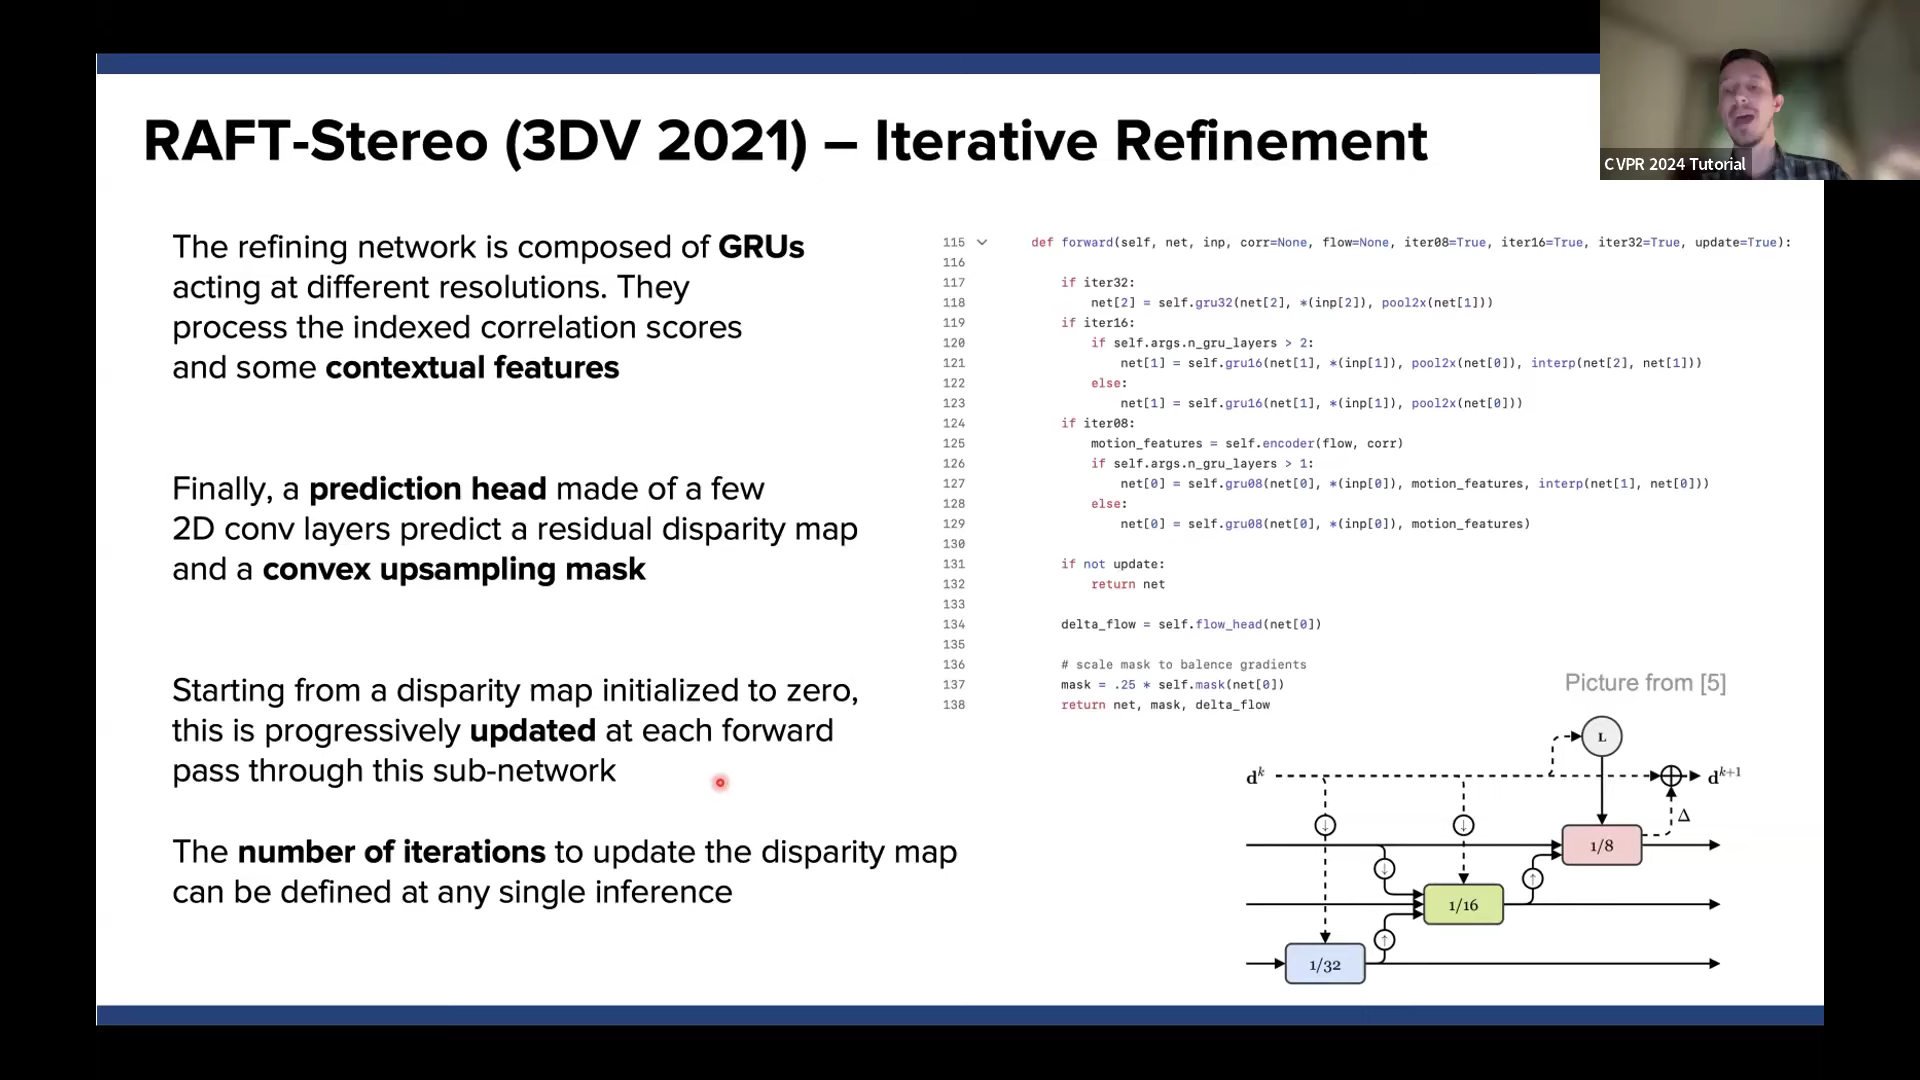 RAFT-Stereo (3DV 2021) – Iterative Refinement
CVPR 2024 Tutorial
The refining network is composed of GRUs
acting at different resolutions. They
process the indexed correlation scores
and some contextual features
Finally, a prediction head made of a few
2D conv layers predict a residual disparity map
and a convex upsampling mask
Starting from a disparity map initialized to zero,
this is progressively updated at each forward
pass through this sub-network
The number of iterations to update the disparity map
can be defined at any single inference
115 def forward(self, net, inp, corr=None, flow=None, iter08=True, iter16=True, iter32=True, update=True):
116
117 if iter32:
118 net[2] = self.gru32(net[2], *(inp[2]), pool2x(net[1]))
119 if iter16:
120 if self.args.n_gru_layers > 2:
121 net[1] = self.gru16(net[1], *(inp[1]), pool2x(net[0]), interp(net[2], net[1]))
122 else:
123 net[1] = self.gru16(net[1], *(inp[1]), pool2x(net[0]))
124 if iter08:
125 motion_features = self.encoder(flow, corr)
126 if self.args.n_gru_layers > 1:
127 net[0] = self.gru08(net[0], *(inp[0]), motion_features, interp(net[1], net[0]))
128 else:
129 net[0] = self.gru08(net[0], *(inp[0]), motion_features)
130
131 if not update:
132 return net
133
134 delta_flow = self.flow_head(net[0])
135
136 # scale mask to balence gradients
137 mask = .25 * self.mask(net[0])
138 return net, mask, delta_flow
Picture from [5]
L
d^k
d^{k+1}
Δ
1/8
1/16
1/32